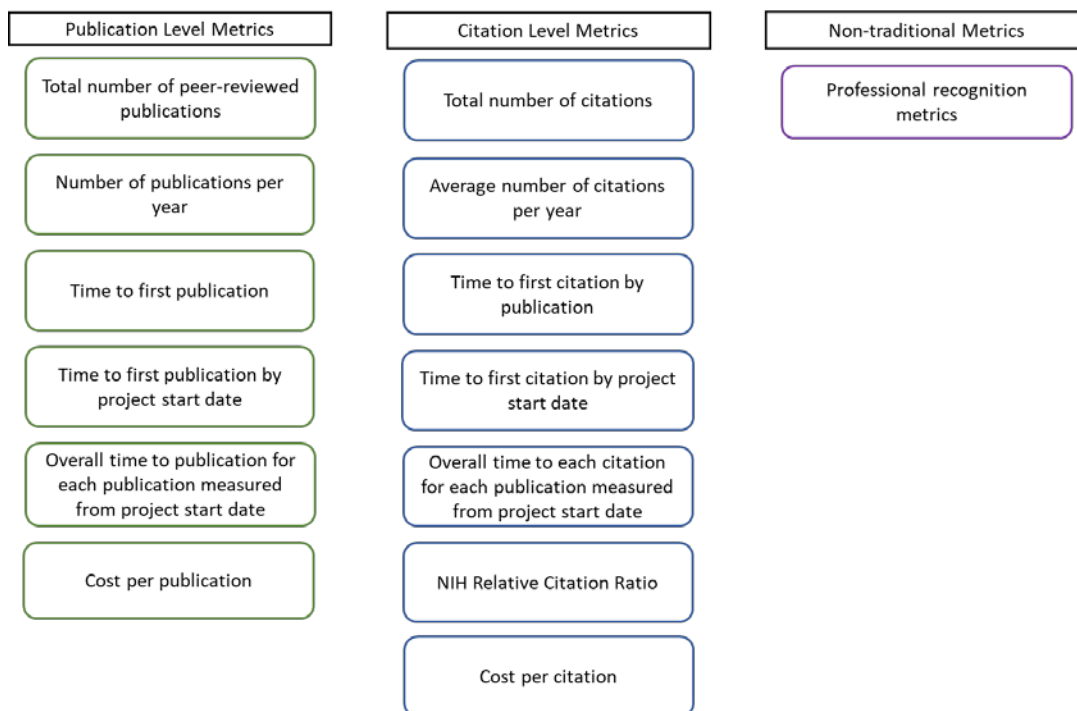 Publication Level Metrics
Total number of peer-reviewed
publications
Number of publications per
year
Time to first publication
Time to first publication by
project start date
Overall time to publication for
each publication measured
from project start date
Cost per publication
Citation Level Metrics
Total number of citations
Average number of citations
per year
Time to first citation by
publication
Time to first citation by project
start date
Overall time to each citation
for each publication measured
from project start date
NIH Relative Citation Ratio
Cost per citation
Non-traditional Metrics
Professional recognition
metrics